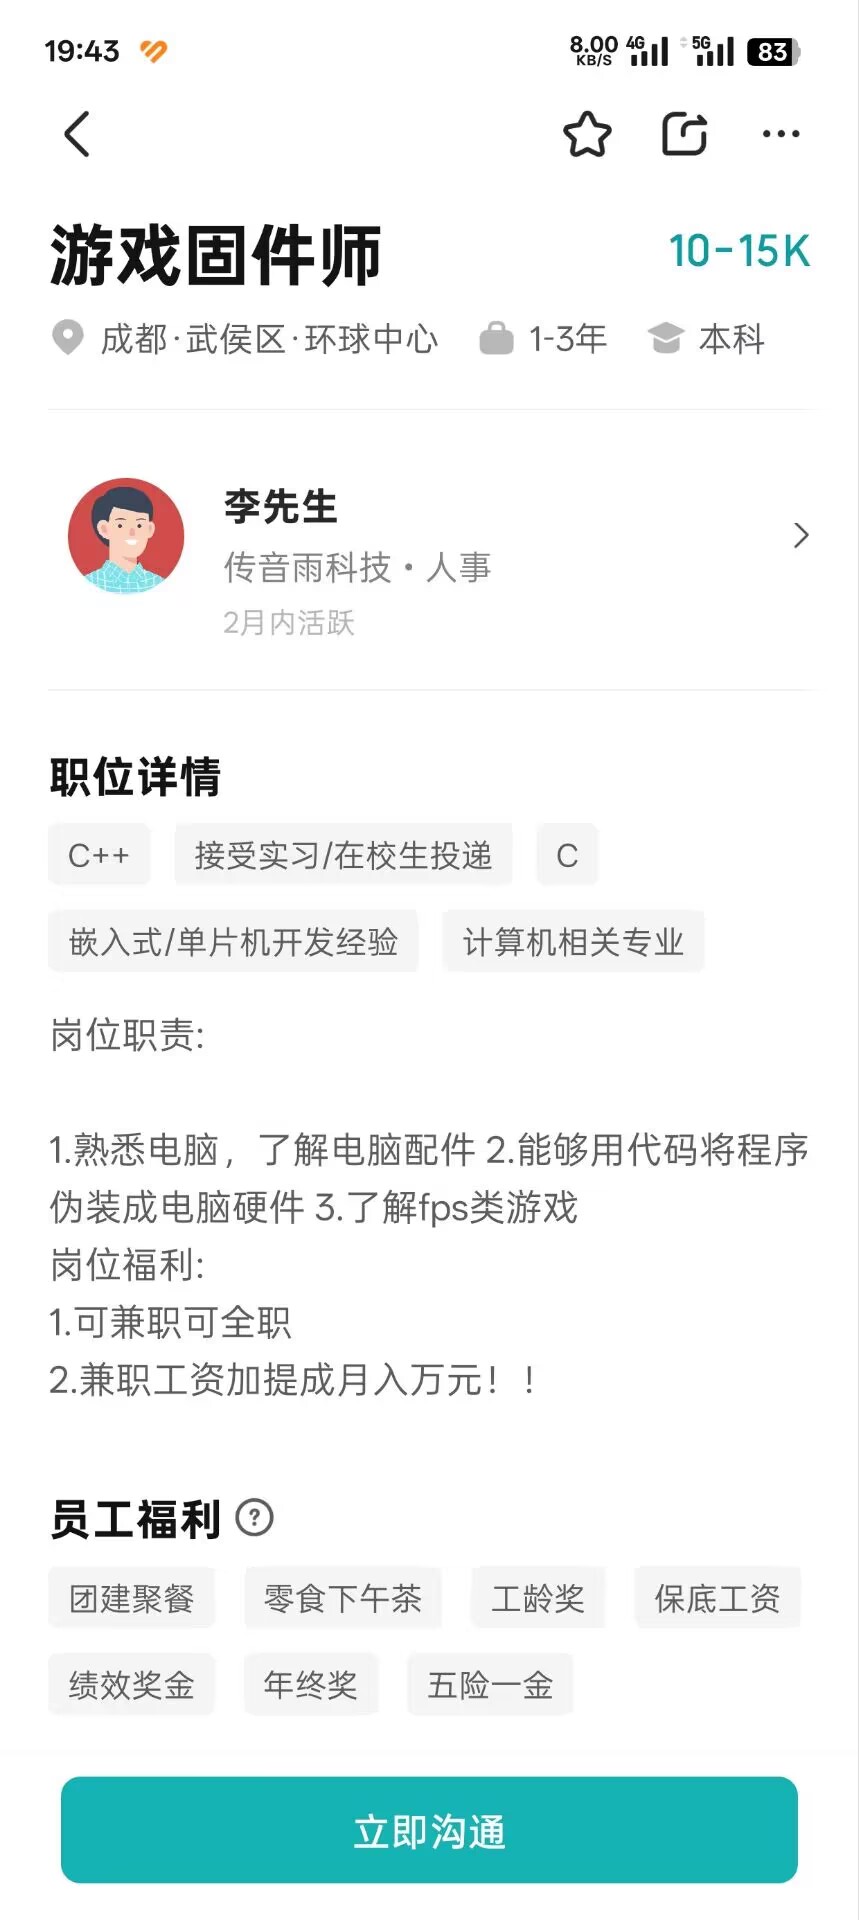 19:43
8.00 KB/S 4G 5G 83
游戏固件师 10-15K
成都·武侯区·环球中心 1-3年 本科
李先生
传音雨科技·人事
2月内活跃
职位详情
C++ 接受实习/在校生投递 C
嵌入式/单片机开发经验 计算机相关专业
岗位职责:
1.熟悉电脑，了解电脑配件 2.能够用代码将程序
伪装成电脑硬件 3.了解fps类游戏
岗位福利:
1.可兼职可全职
2.兼职工资加提成月入万元！！
员工福利 ?
团建聚餐 零食下午茶 工龄奖 保底工资
绩效奖金 年终奖 五险一金
立即沟通